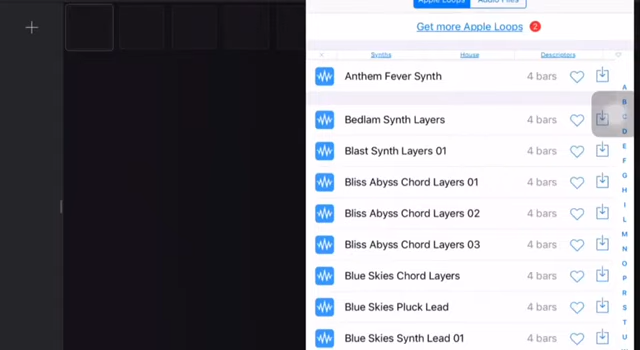 Apple Loops Audio Files
Get more Apple Loops 2
Synths House Descriptors
Anthem Fever Synth 4 bars
A
Bedlam Synth Layers 4 bars
B
C
D
Blast Synth Layers 01 4 bars
E
F
Bliss Abyss Chord Layers 01 4 bars
G
H
I
Bliss Abyss Chord Layers 02 4 bars
L
M
Bliss Abyss Chord Layers 03 4 bars
N
O
Blue Skies Chord Layers 4 bars
P
R
Blue Skies Pluck Lead 4 bars
S
T
Blue Skies Synth Lead 01 4 bars
U